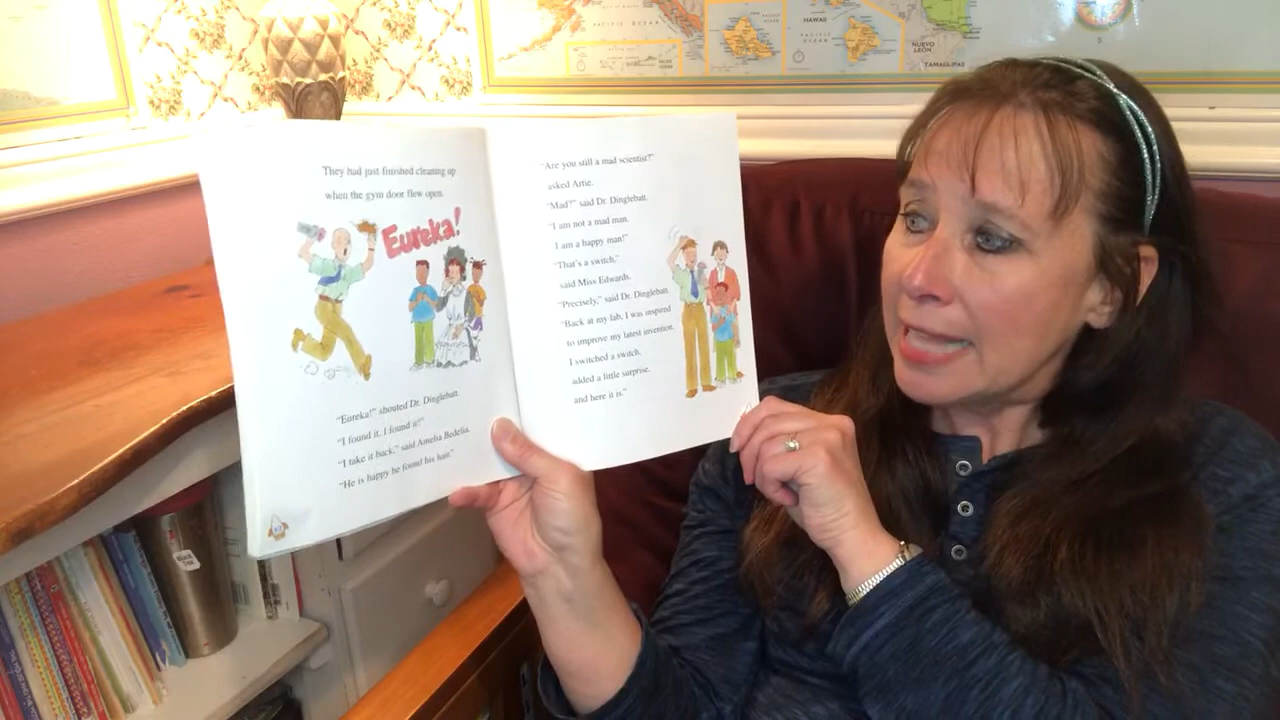 They had just finished cleaning up
when the gym door flew open.
Eureka!
"Eureka!" shouted Dr. Dinglebatt.
"I found it, I found it!"
"I take it back," said Amelia Bedelia.
"He is happy he found his hair."
"Are you still a mad scientist?"
asked Artie.
"Mad?" said Dr. Dinglebatt.
"I am not a mad man.
I am a happy man!"
"That's a switch,"
said Miss Edwards.
"Precisely," said Dr. Dinglebatt.
"Back at my lab, I was inspired
to improve my latest invention.
I switched a switch,
added a little surprise,
and here it is."
PACIFIC OCEAN
HAWAII
PACIFIC
OCEAN
NUEVO
LEÓN
TAMAULIPAS